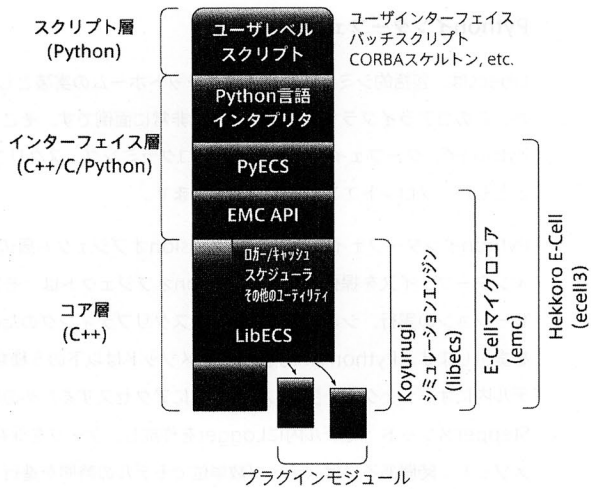 スクリプト層
(Python)
ユーザレベル
スクリプト
ユーザインターフェイス
バッチスクリプト
CORBAスケルトン, etc.
インターフェイス層
(C++/C/Python)
Python言語
インタプリタ
PyECS
EMC API
コア層
(C++)
ロガー/キャッシュ
スケジューラ
その他のユーティリティ
LibECS
Koyurugi
シミュレーションエンジン
(libecs)
E-Cellマイクロコア
(emc)
Hekkoro E-Cell
(ecell3)
プラグインモジュール